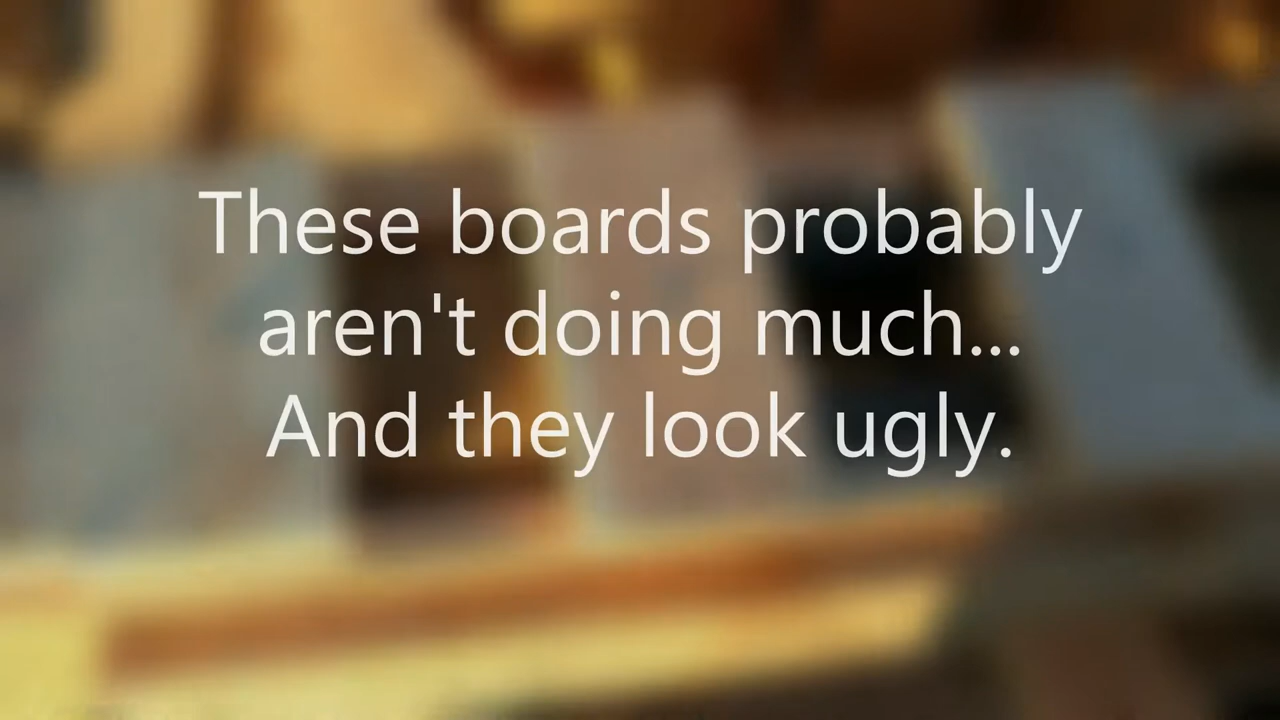 These boards probably
aren't doing much...
And they look ugly.